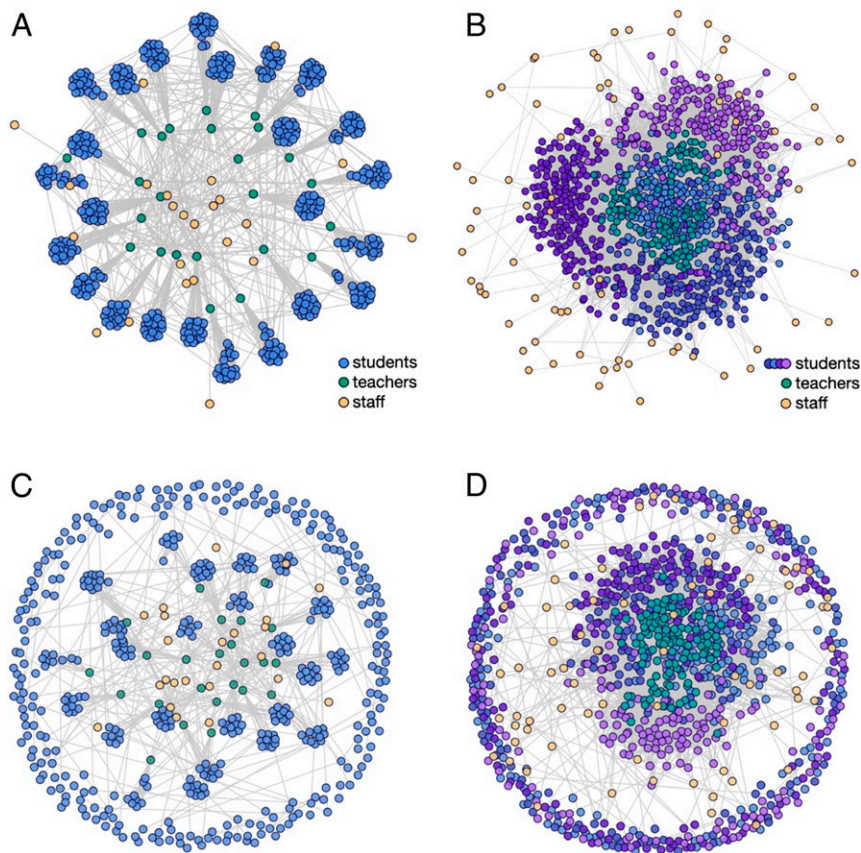 A
B
students
teachers
staff
students
teachers
staff
C
D